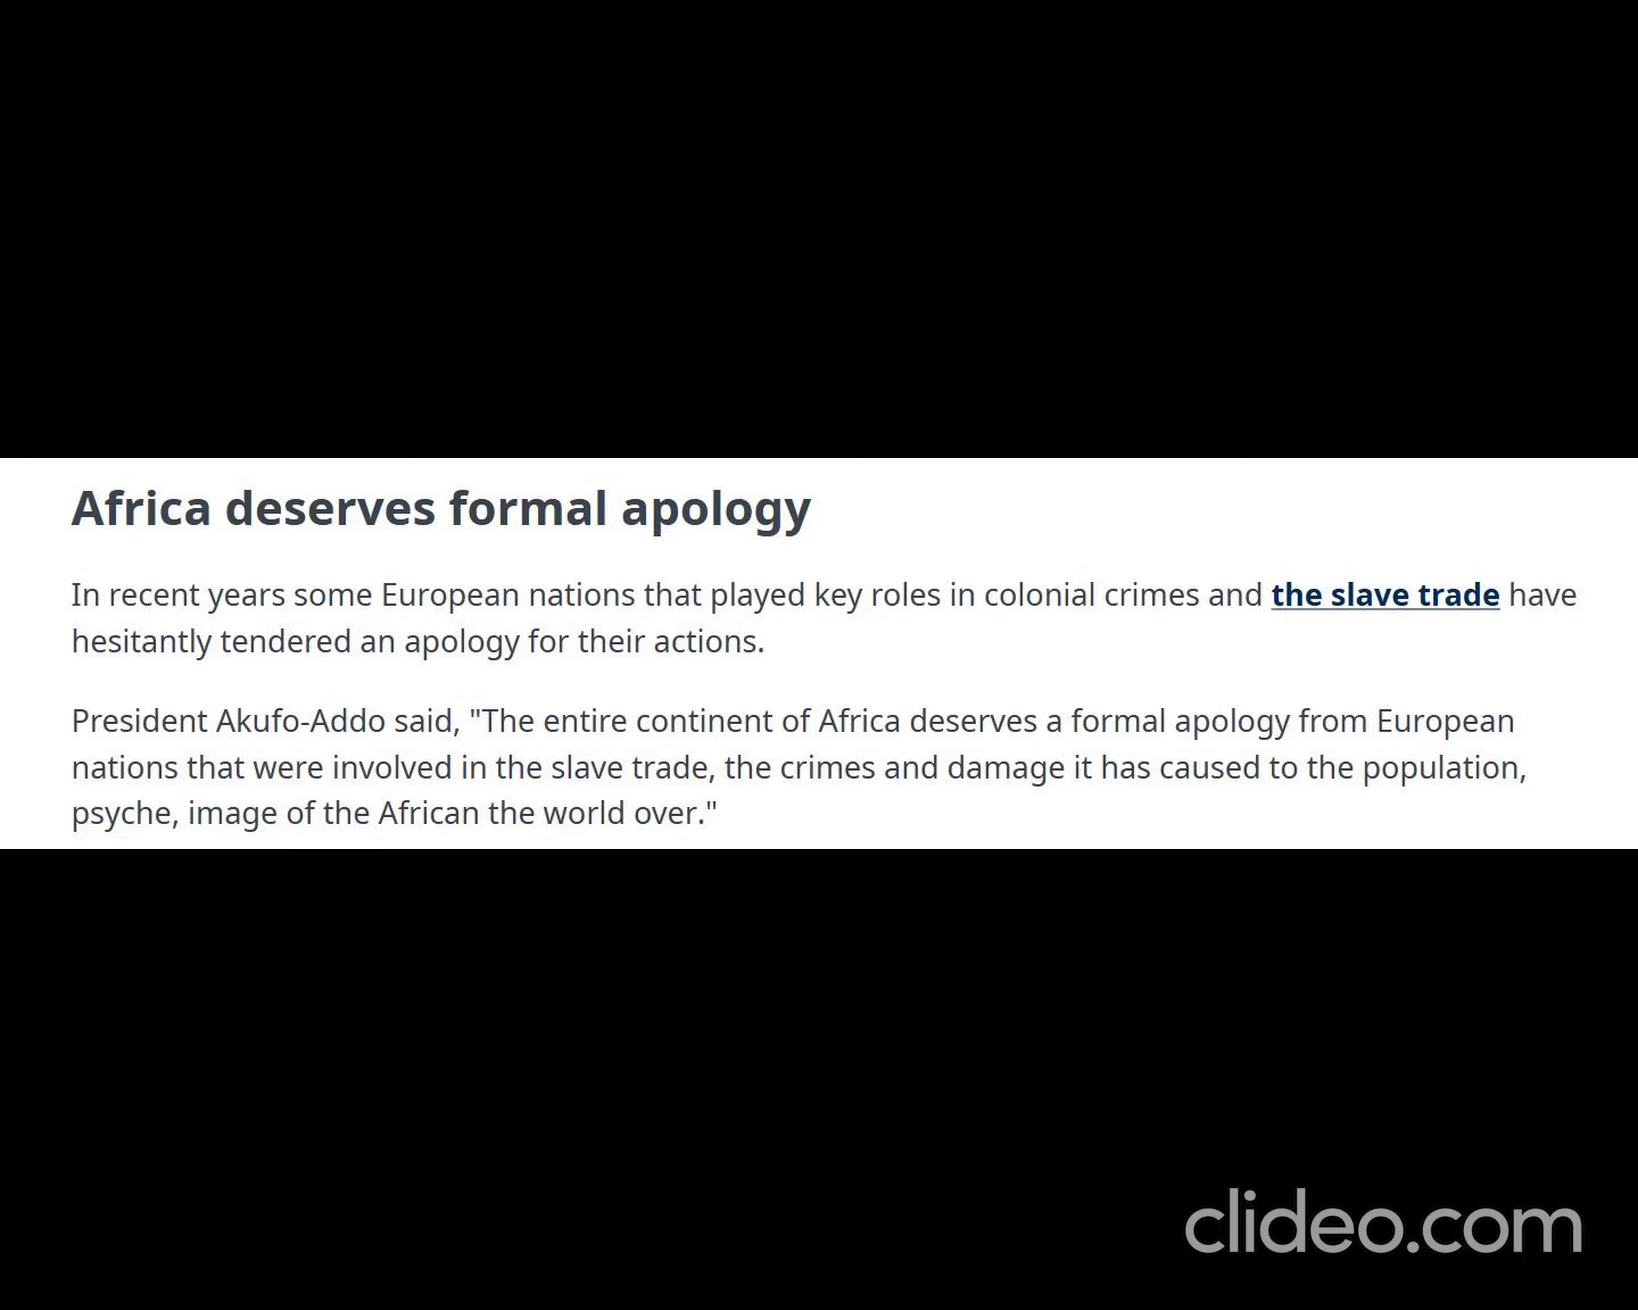 Africa deserves formal apology
In recent years some European nations that played key roles in colonial crimes and the slave trade have
hesitantly tendered an apology for their actions.
President Akufo-Addo said, "The entire continent of Africa deserves a formal apology from European
nations that were involved in the slave trade, the crimes and damage it has caused to the population,
psyche, image of the African the world over."
clideo.com